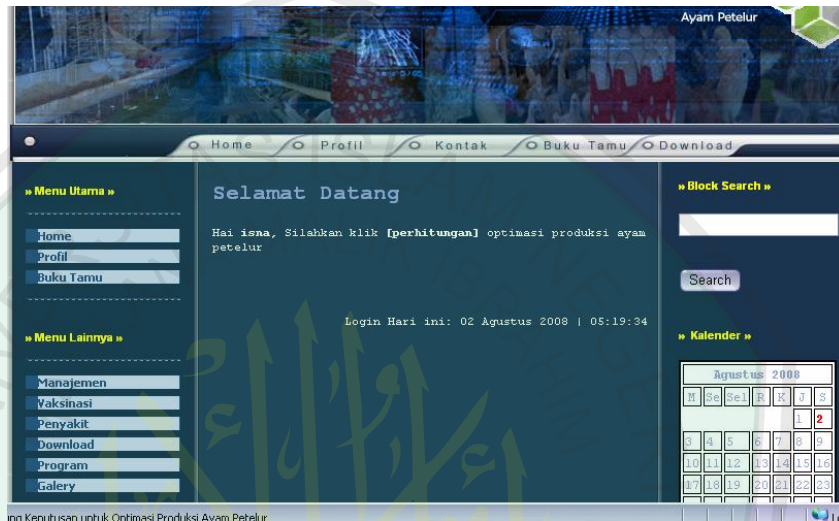 Ayam Petelur
Home Profil Kontak Buku Tamu Download
» Menu Utama »
Home
Profil
Buku Tamu
» Menu Lainnya »
Manajemen
Vaksinasi
Penyakit
Download
Program
Galery
Selamat Datang
Hai isna, Silahkan klik [perhitungan] optimasi produksi ayam
petelur
Login Hari ini: 02 Agustus 2008 | 05:19:34
» Block Search »
Search
» Kalender »
Agustus 2008
M Se Sel R K J S
1 2
3 4 5 6 7 8 9
10 11 12 13 14 15 16
17 18 19 20 21 22 23
Keputusan untuk Optimasi Produksi Ayam Petelur